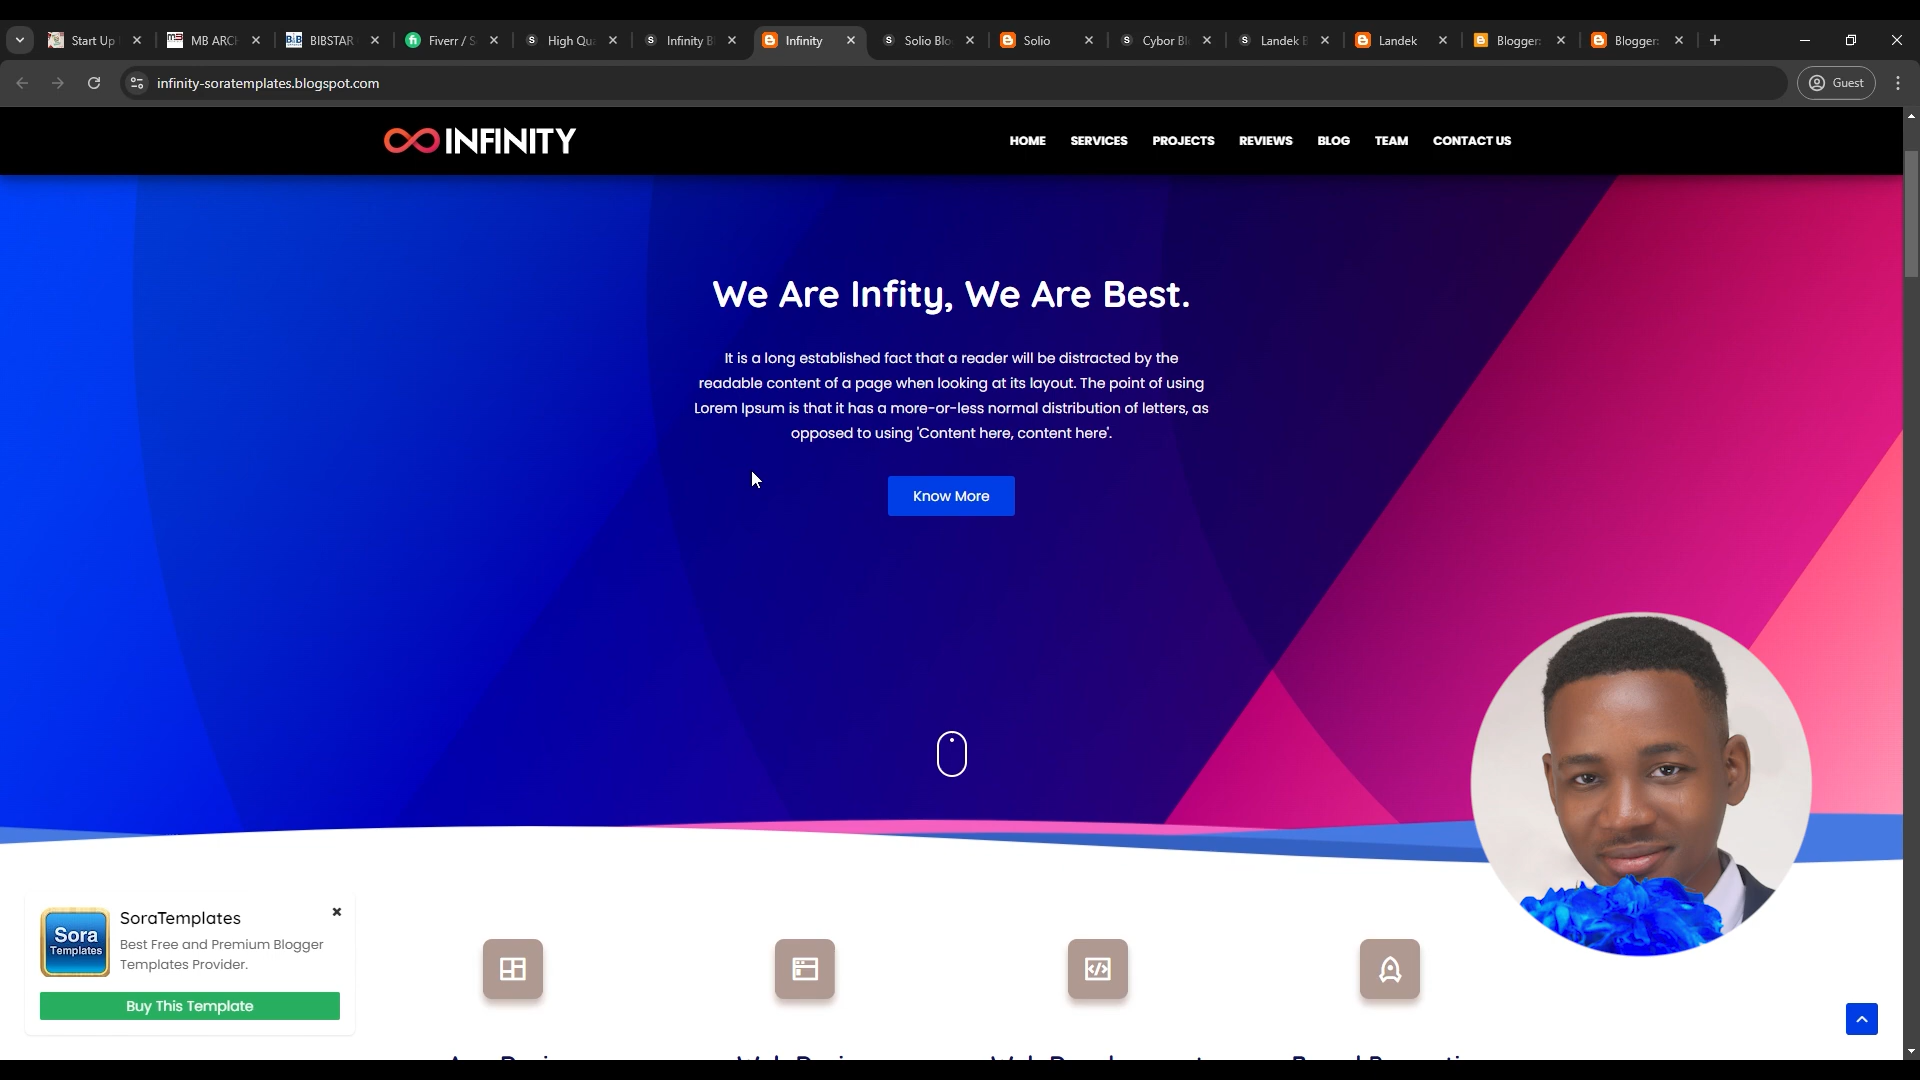 Start Up
MB ARC
BIBSTAR
Fiverr / S
High Qu
Infinity B
Infinity
Solio Blo
Solio
Cybor Bl
Landek B
Landek
Blogger:
Blogger:
infinity-soratemplates.blogspot.com
Guest
INFINITY
HOME
SERVICES
PROJECTS
REVIEWS
BLOG
TEAM
CONTACT US
We Are Infity, We Are Best.
It is a long established fact that a reader will be distracted by the
readable content of a page when looking at its layout. The point of using
Lorem Ipsum is that it has a more-or-less normal distribution of letters, as
opposed to using 'Content here, content here'.
Know More
Sora
Templates
SoraTemplates
Best Free and Premium Blogger
Templates Provider.
Buy This Template